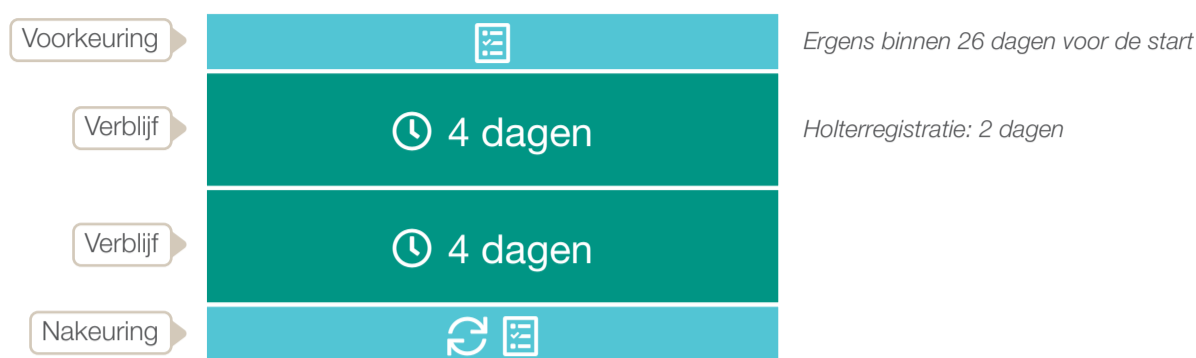 Voorkeuring
Ergens binnen 26 dagen voor de start
Verblijf
4 dagen
Holterregistratie: 2 dagen
Verblijf
4 dagen
Nakeuring